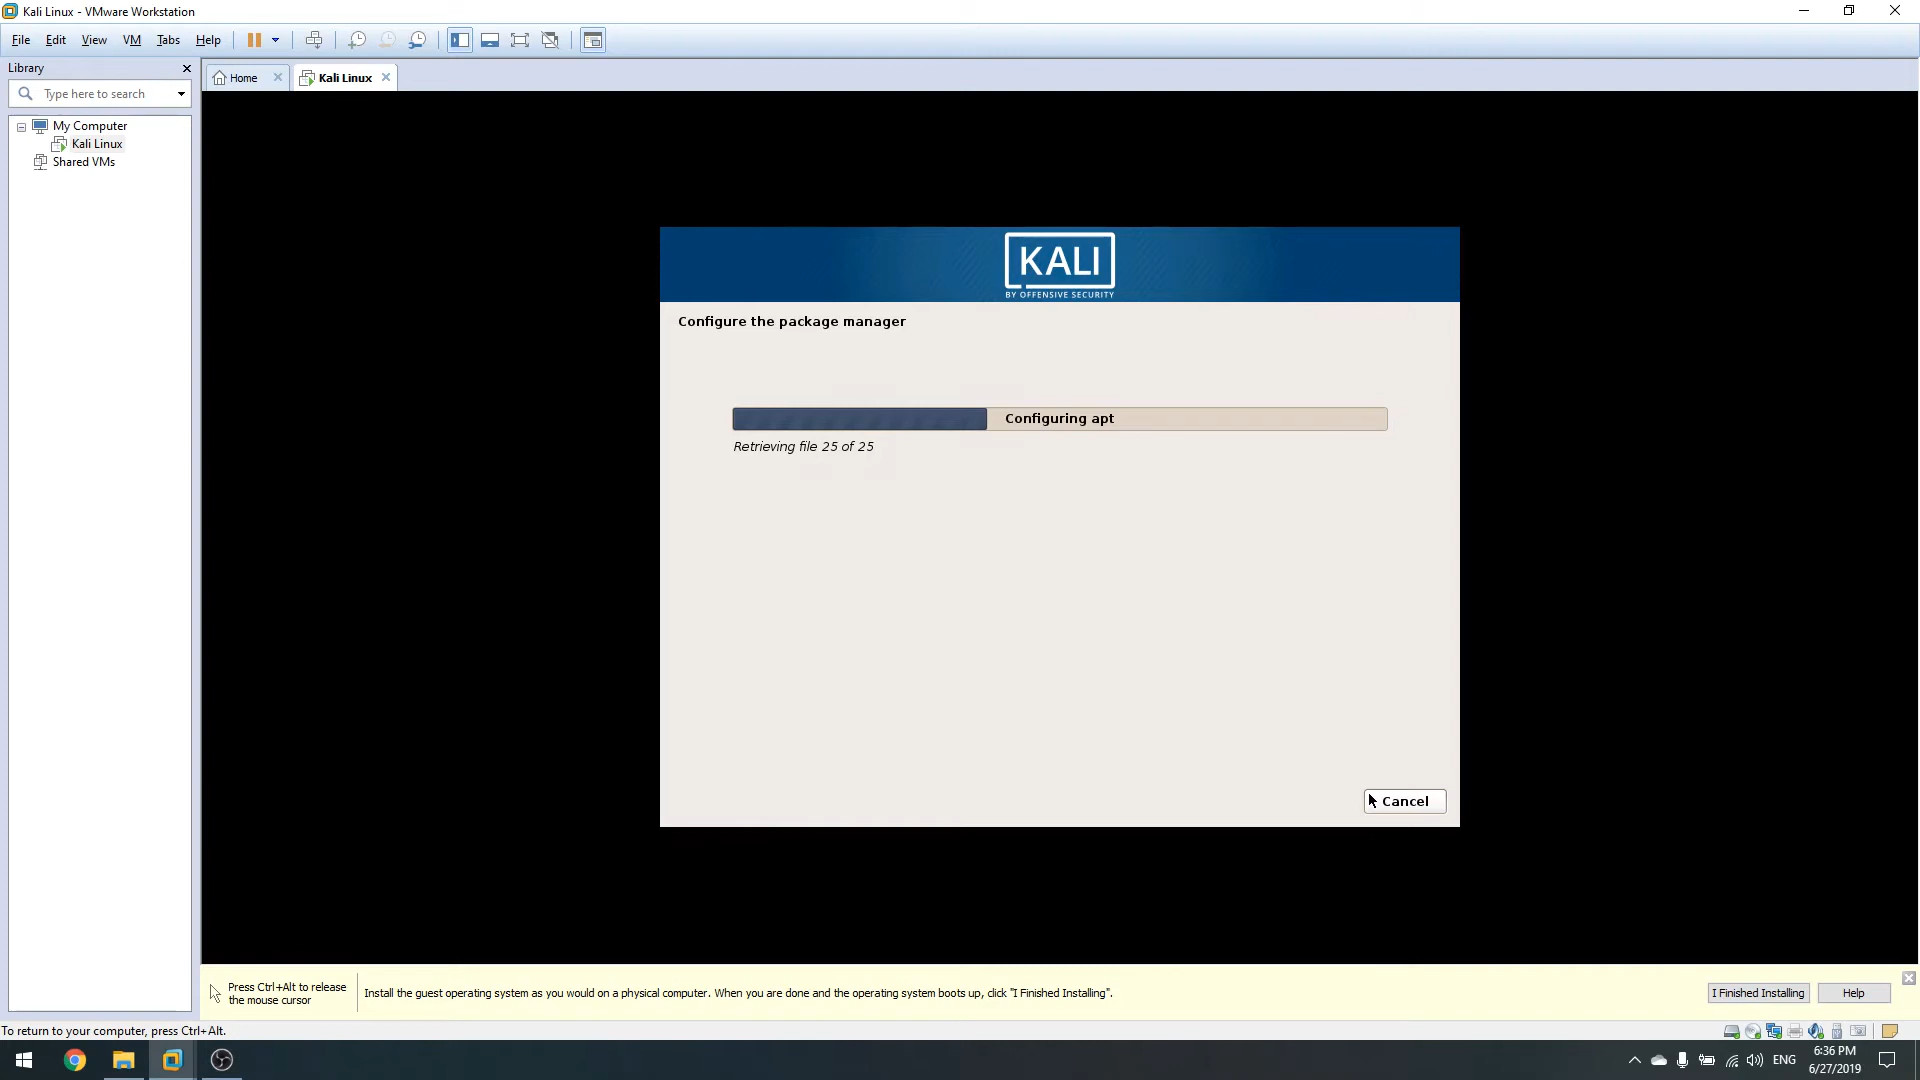 Kali Linux - VMware Workstation
File Edit View VM Tabs Help
Library
Home
Kali Linux
Type here to search
My Computer
Kali Linux
Shared VMs
KALI
BY OFFENSIVE SECURITY
Configure the package manager
Configuring apt
Retrieving file 25 of 25
Cancel
Press Ctrl+Alt to release
the mouse cursor
Install the guest operating system as you would on a physical computer. When you are done and the operating system boots up, click "I Finished Installing".
I Finished Installing
Help
To return to your computer, press Ctrl+Alt.
ENG
6:36 PM
6/27/2019